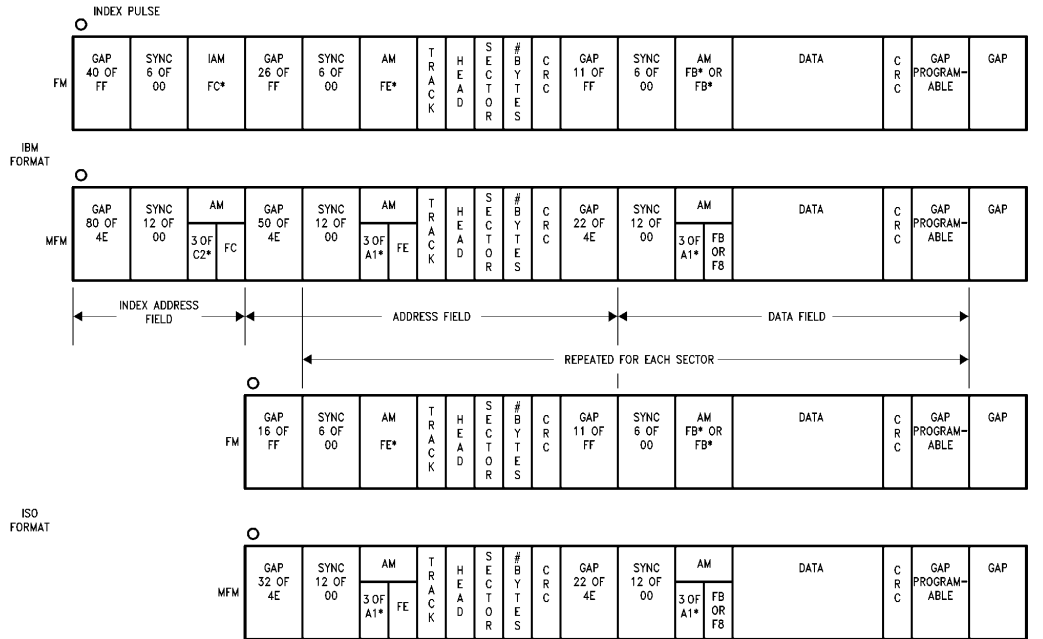 INDEX PULSE
FM
GAP
40 OF
FF
SYNC
6 OF
00
IAM
FC*
GAP
26 OF
FF
SYNC
6 OF
00
AM
FE*
TRACK
HEAD
SECTOR
#BYTES
CRC
GAP
11 OF
FF
SYNC
6 OF
00
AM
FB* OR
FB*
DATA
CRC
GAP
PROGRAM-
ABLE
GAP
IBM
FORMAT
MFM
GAP
80 OF
4E
SYNC
12 OF
00
AM
3 OF
C2*
FC
GAP
50 OF
4E
SYNC
12 OF
00
AM
3 OF
A1*
FE
TRACK
HEAD
SECTOR
#BYTES
CRC
GAP
22 OF
4E
SYNC
12 OF
00
AM
3 OF
A1*
FB
OR
F8
DATA
CRC
GAP
PROGRAM-
ABLE
GAP
INDEX ADDRESS
FIELD
ADDRESS FIELD
DATA FIELD
REPEATED FOR EACH SECTOR
FM
GAP
16 OF
FF
SYNC
6 OF
00
AM
FE*
TRACK
HEAD
SECTOR
#BYTES
CRC
GAP
11 OF
FF
SYNC
6 OF
00
AM
FB* OR
FB*
DATA
CRC
GAP
PROGRAM-
ABLE
GAP
ISO
FORMAT
MFM
GAP
32 OF
4E
SYNC
12 OF
00
AM
3 OF
A1*
FE
TRACK
HEAD
SECTOR
#BYTES
CRC
GAP
22 OF
4E
SYNC
12 OF
00
AM
3 OF
A1*
FB
OR
F8
DATA
CRC
GAP
PROGRAM-
ABLE
GAP